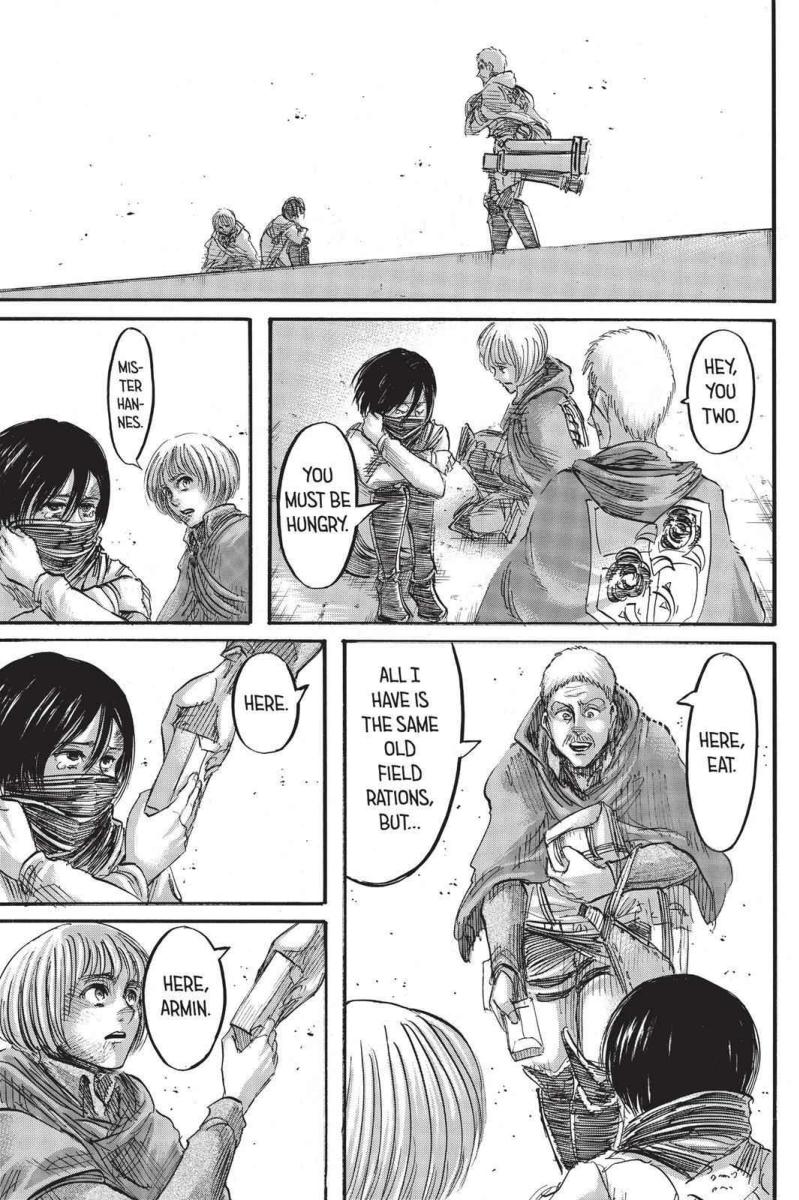 HEY,
YOU
TWO.
YOU
MUST BE
HUNGRY.
MIS-
TER
HAN-
NES.
HERE,
EAT.
ALL I
HAVE IS
THE SAME
OLD
FIELD
RATIONS,
BUT...
HERE.
HERE,
ARMIN.